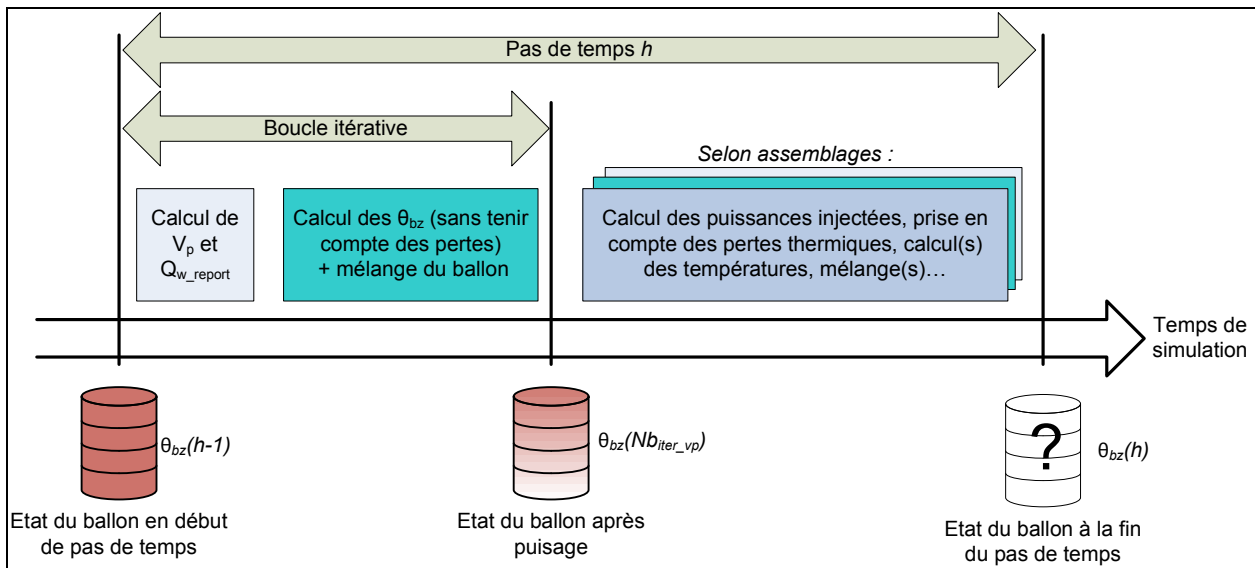 Pas de temps h
Boucle itérative
Selon assemblages :
Calcul de
Vp et
Qw_report
Calcul des θbz (sans tenir
compte des pertes)
+ mélange du ballon
Calcul des puissances injectées, prise en
compte des pertes thermiques, calcul(s)
des températures, mélange(s)…
Temps de
simulation
θbz(h-1)
θbz(Nbiter_vp)
?
θbz(h)
Etat du ballon en début
de pas de temps
Etat du ballon après
puisage
Etat du ballon à la fin
du pas de temps